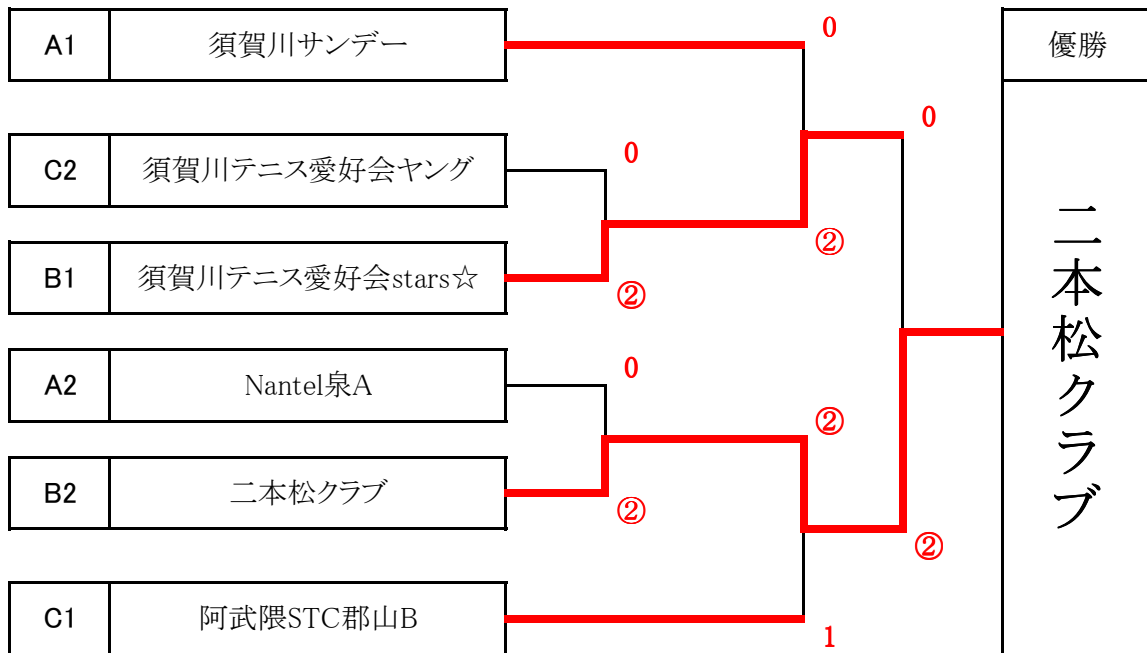 A1 須賀川サンデー 0 優勝
0
C2 須賀川テニス愛好会ヤング 0
②
B1 須賀川テニス愛好会stars☆ ②
A2 Nantel泉A 0
②
B2 二本松クラブ ②
②
C1 阿武隈STC郡山B 1
二本松クラブ